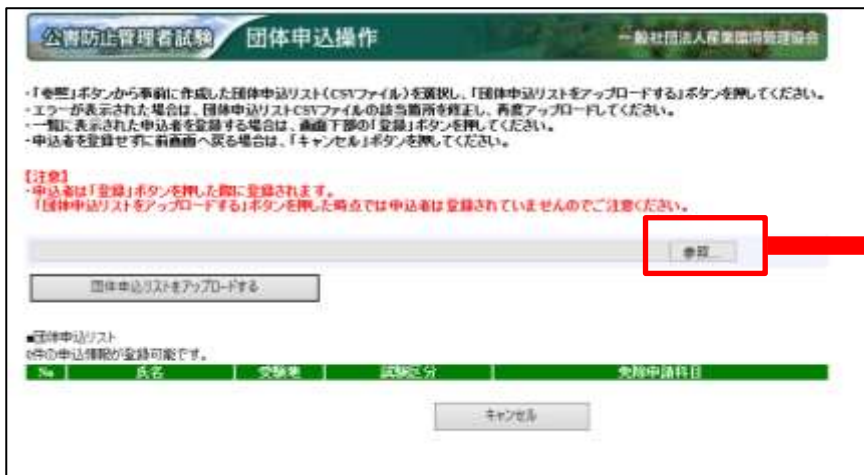 公害防止管理者試験 団体申込操作 一般社団法人産業環境管理協会
・「参照」ボタンから事前に作成した団体申込リスト(CSVファイル)を選択し、「団体申込リストをアップロードする」ボタンを押してください。
・エラーが表示された場合は、団体申込リストCSVファイルの該当箇所を修正し、再度アップロードしてください。
・一覧に表示された申込者を登録する場合は、画面下部の「登録」ボタンを押してください。
・申込者を登録せずに前画面へ戻る場合は、「キャンセル」ボタンを押してください。
【注意】
・申込者は「登録」ボタンを押した際に登録されます。
「団体申込リストをアップロードする」ボタンを押した時点では申込者は登録されていませんのでご注意ください。
参照...
団体申込リストをアップロードする
■団体申込リスト
0件の申込情報が登録可能です。
No 氏名 受験地 試験区分 免除申請科目
キャンセル